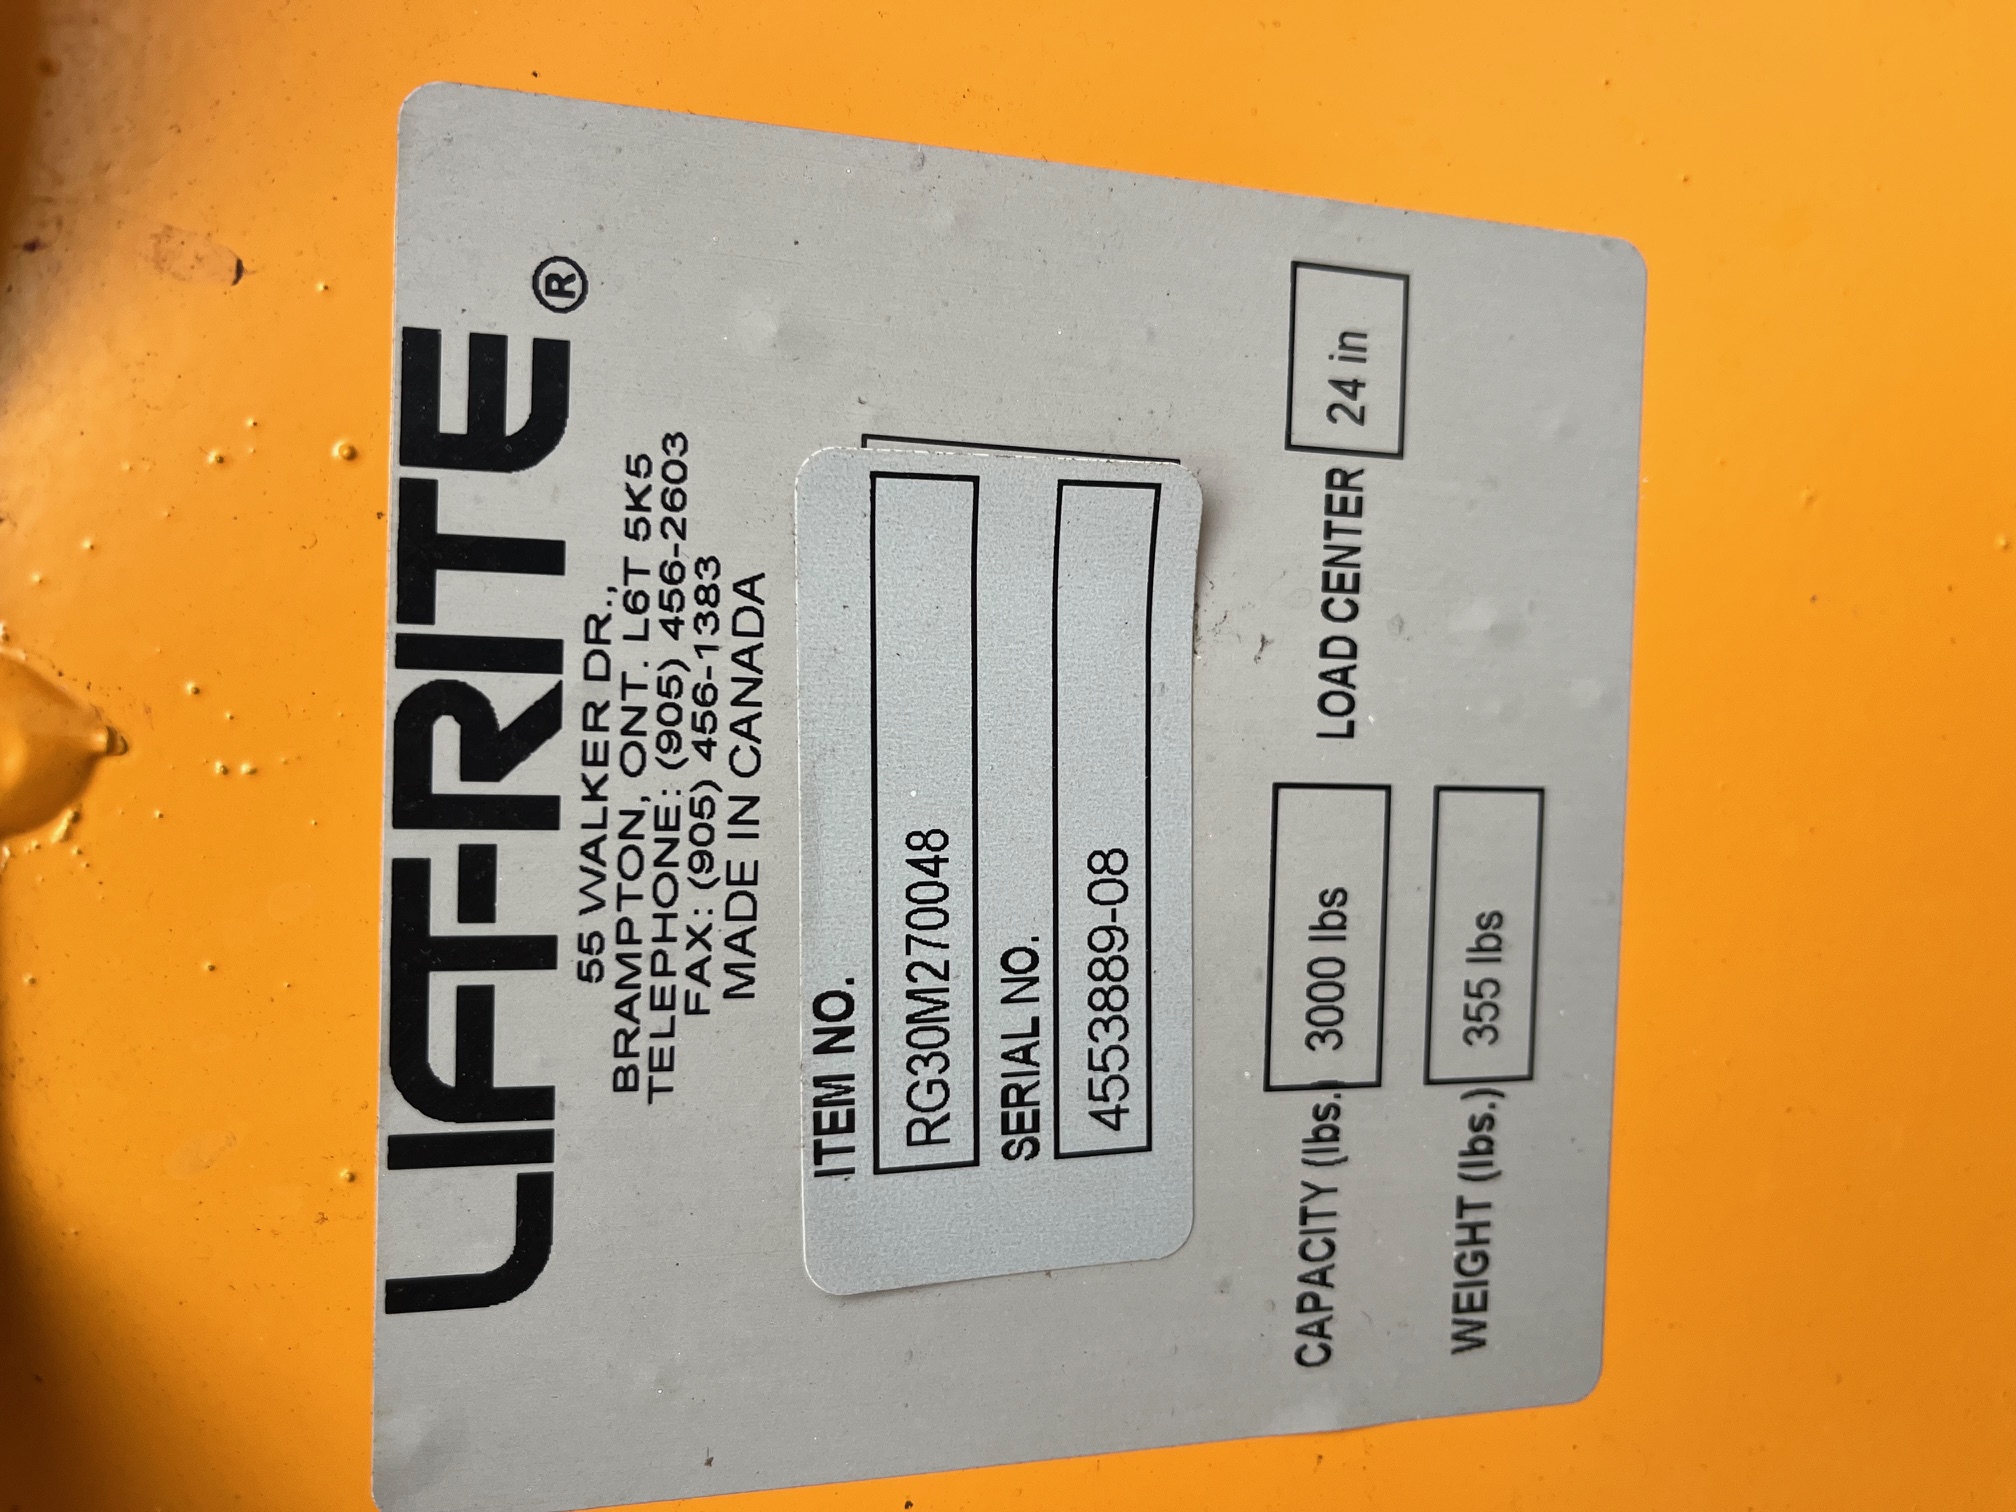 LIFT-RITE®
55 WALKER DR.,
BRAMPTON, ONT. L6T 5K5
TELEPHONE: (905) 456-2603
FAX: (905) 456-1383
MADE IN CANADA
ITEM NO.
RG30M270048
SERIAL NO.
4553889-08
CAPACITY (lbs.) 3000 lbs LOAD CENTER 24 in
WEIGHT (lbs.) 355 lbs